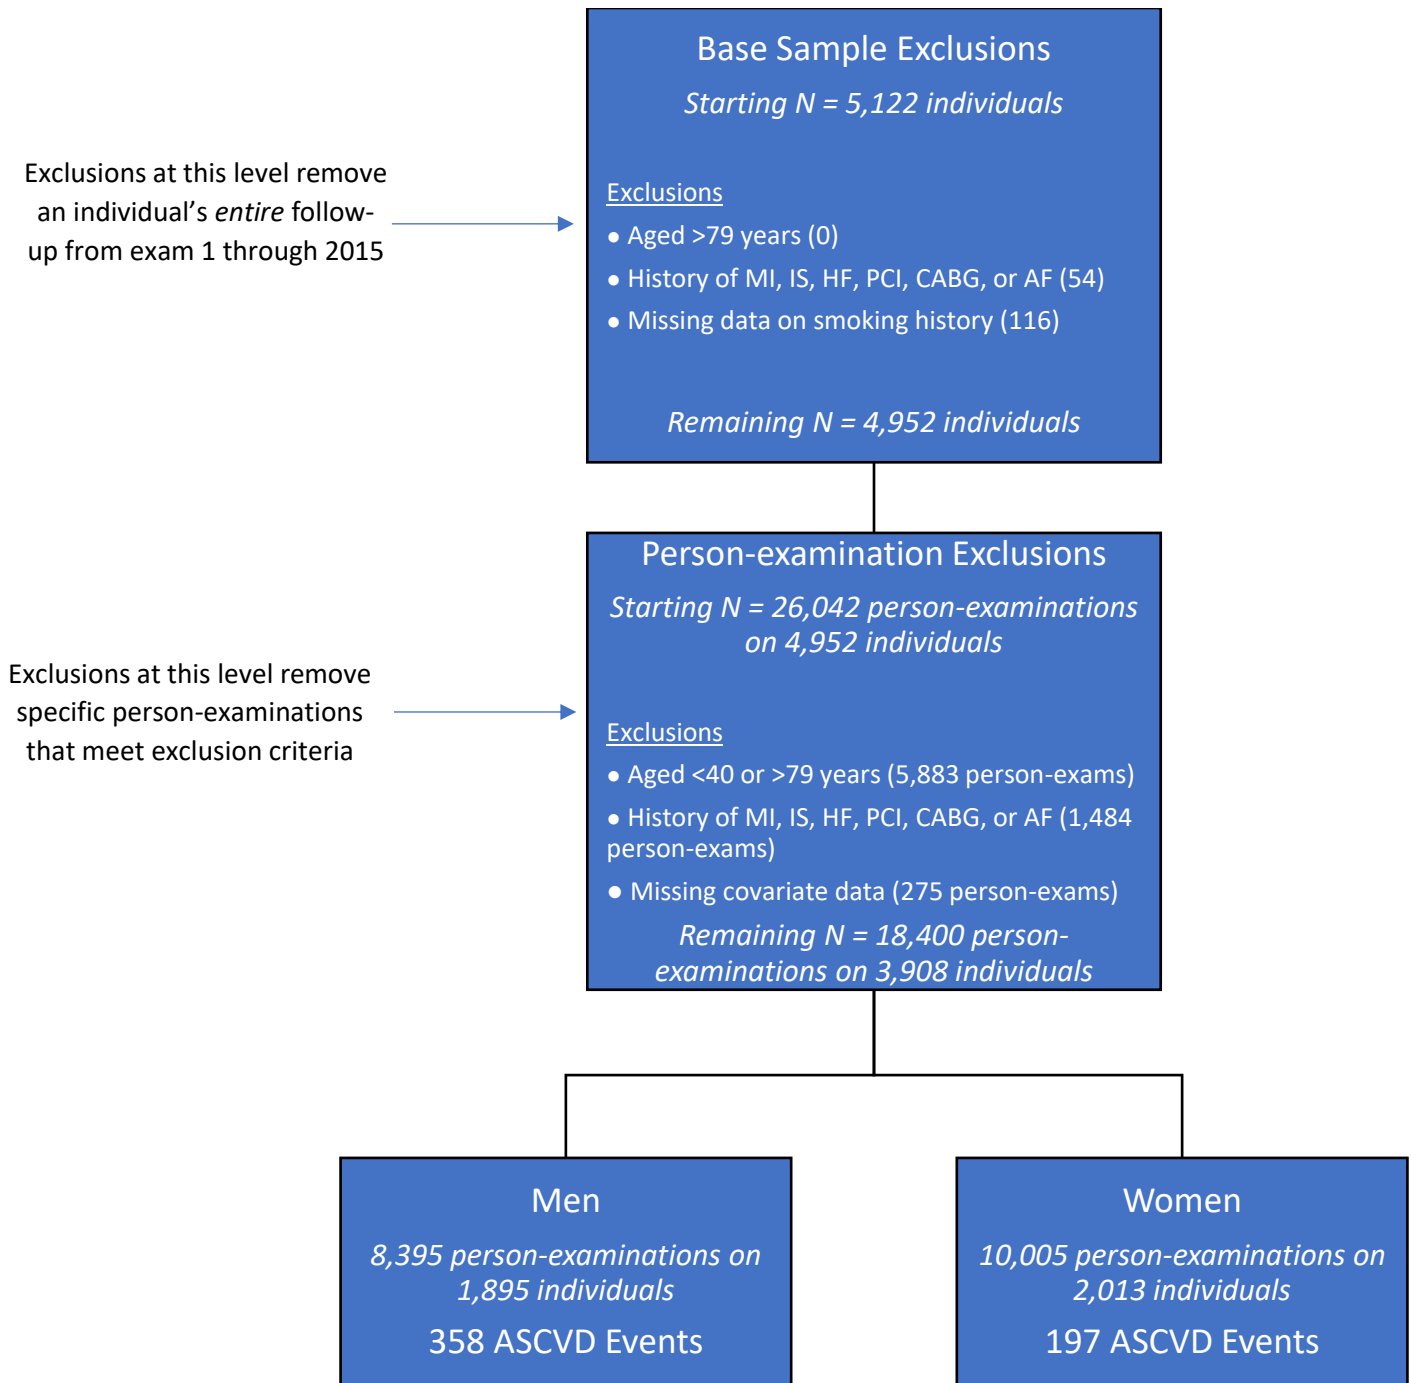 Base Sample Exclusions
Starting N = 5,122 individuals
Exclusions at this level remove
an individual's entire follow-
up from exam 1 through 2015
Exclusions
● Aged >79 years (0)
● History of MI, IS, HF, PCI, CABG, or AF (54)
● Missing data on smoking history (116)
Remaining N = 4,952 individuals
Person-examination Exclusions
Starting N = 26,042 person-examinations
on 4,952 individuals
Exclusions at this level remove
specific person-examinations
that meet exclusion criteria
Exclusions
● Aged <40 or >79 years (5,883 person-exams)
● History of MI, IS, HF, PCI, CABG, or AF (1,484
person-exams)
● Missing covariate data (275 person-exams)
Remaining N = 18,400 person-
examinations on 3,908 individuals
Men
8,395 person-examinations on
1,895 individuals
358 ASCVD Events
Women
10,005 person-examinations on
2,013 individuals
197 ASCVD Events